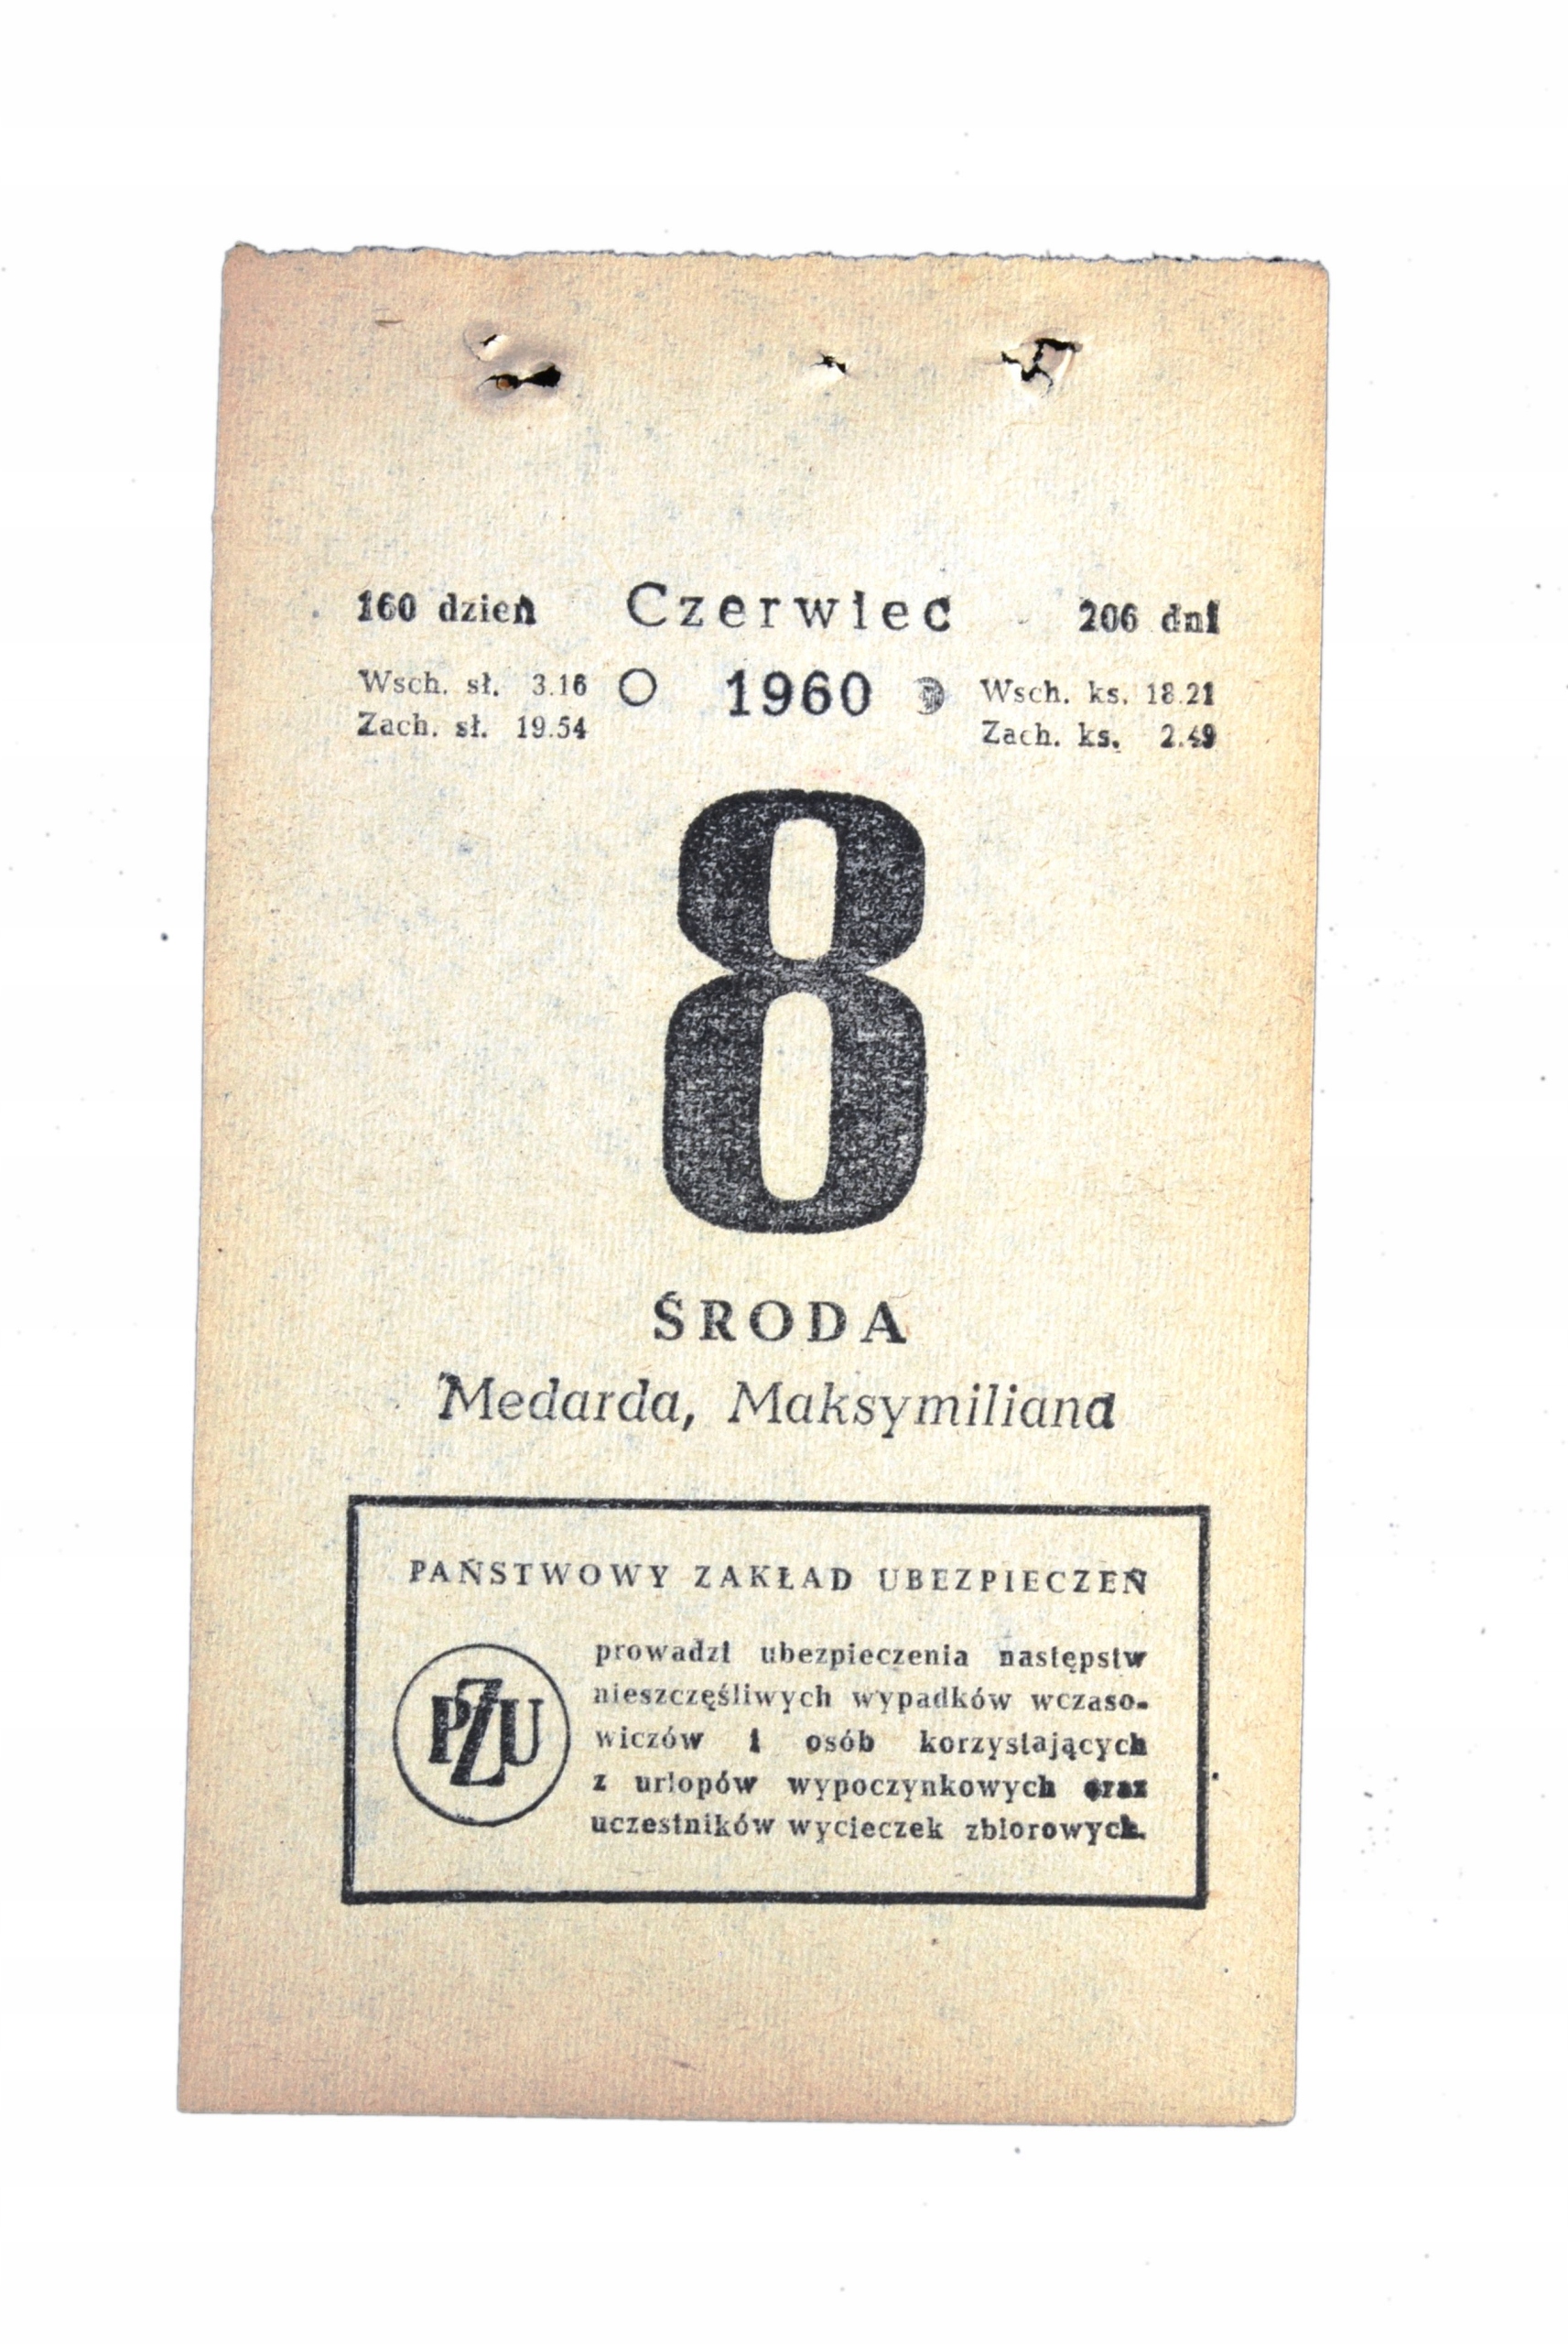 160 dzień Czerwiec 206 dni
Wsch. sł. 3.16 1960 Wsch. ks. 18.21
Zach. sł. 19.54 Zach. ks. 2.49
8
ŚRODA
Medarda, Maksymiliana
PAŃSTWOWY ZAKŁAD UBEZPIECZEŃ
PZU
prowadzi ubezpieczenia następstw
nieszczęśliwych wypadków wczaso-
wiczów i osób korzystających
z urlopów wypoczynkowych oraz
uczestników wycieczek zbiorowych.